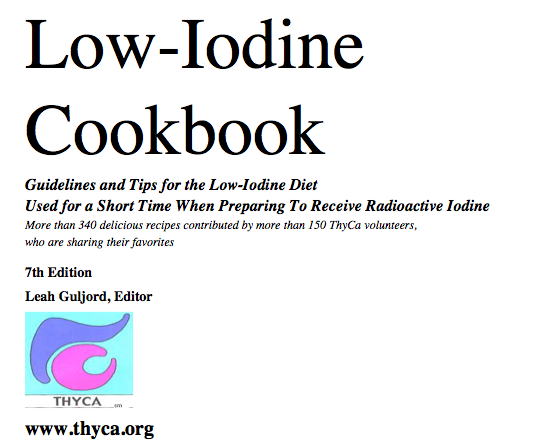 Low-Iodine
Cookbook
Guidelines and Tips for the Low-Iodine Diet
Used for a Short Time When Preparing To Receive Radioactive Iodine
More than 340 delicious recipes contributed by more than 150 ThyCa volunteers,
who are sharing their favorites
7th Edition
Leah Guljord, Editor
THYCA sm
www.thyca.org